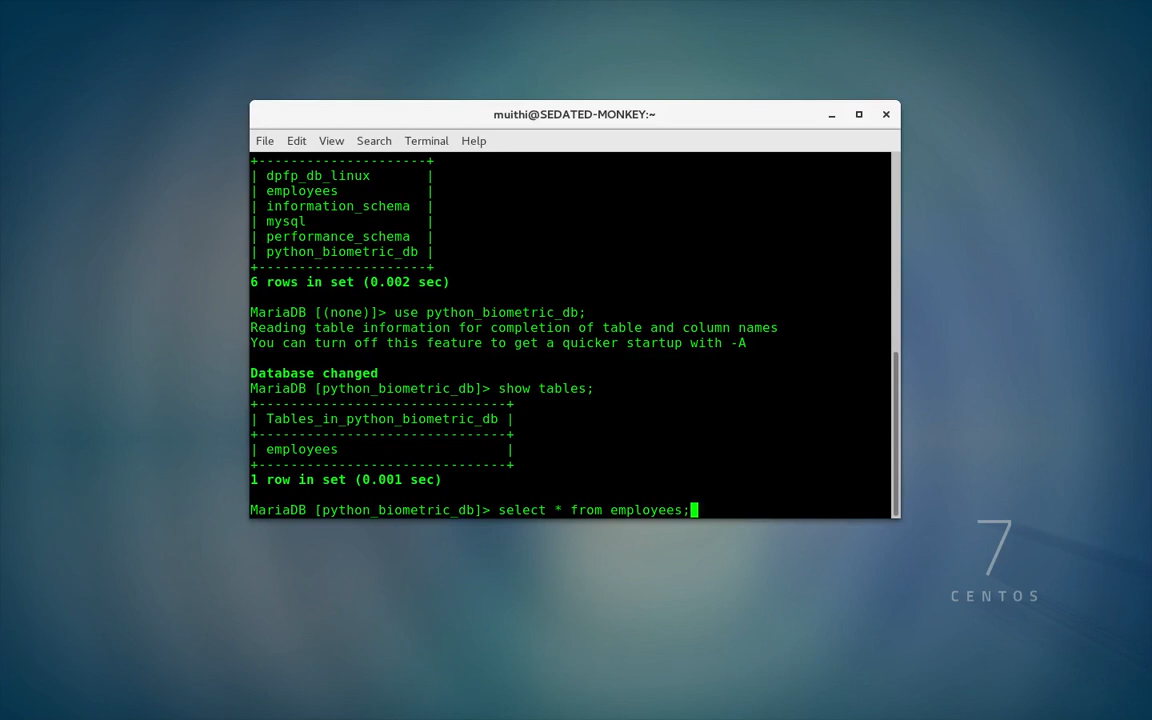 muithi@SEDATED-MONKEY:~
File Edit View Search Terminal Help
+---------------------+
| dpfp_db_linux       |
| employees           |
| information_schema  |
| mysql               |
| performance_schema  |
| python_biometric_db |
+---------------------+
6 rows in set (0.002 sec)
MariaDB [(none)]> use python_biometric_db;
Reading table information for completion of table and column names
You can turn off this feature to get a quicker startup with -A
Database changed
MariaDB [python_biometric_db]> show tables;
+-------------------------------+
| Tables_in_python_biometric_db |
+-------------------------------+
| employees                     |
+-------------------------------+
1 row in set (0.001 sec)
MariaDB [python_biometric_db]> select * from employees;
7
CENTOS